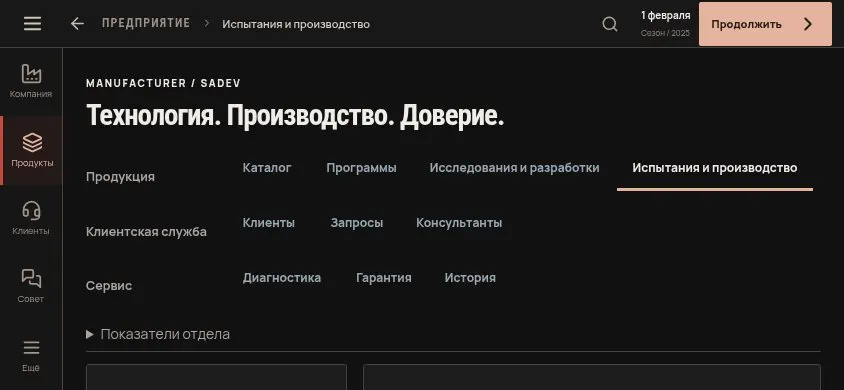 ПРЕДПРИЯТИЕ > Испытания и производство
1 февраля
Сезон / 2025
Продолжить
Компания
Продукты
Клиенты
Совет
Ещё
MANUFACTURER / SADEV
Технология. Производство. Доверие.
Продукция Каталог Программы Исследования и разработки Испытания и производство
Клиентская служба Клиенты Запросы Консультанты
Сервис Диагностика Гарантия История
Показатели отдела